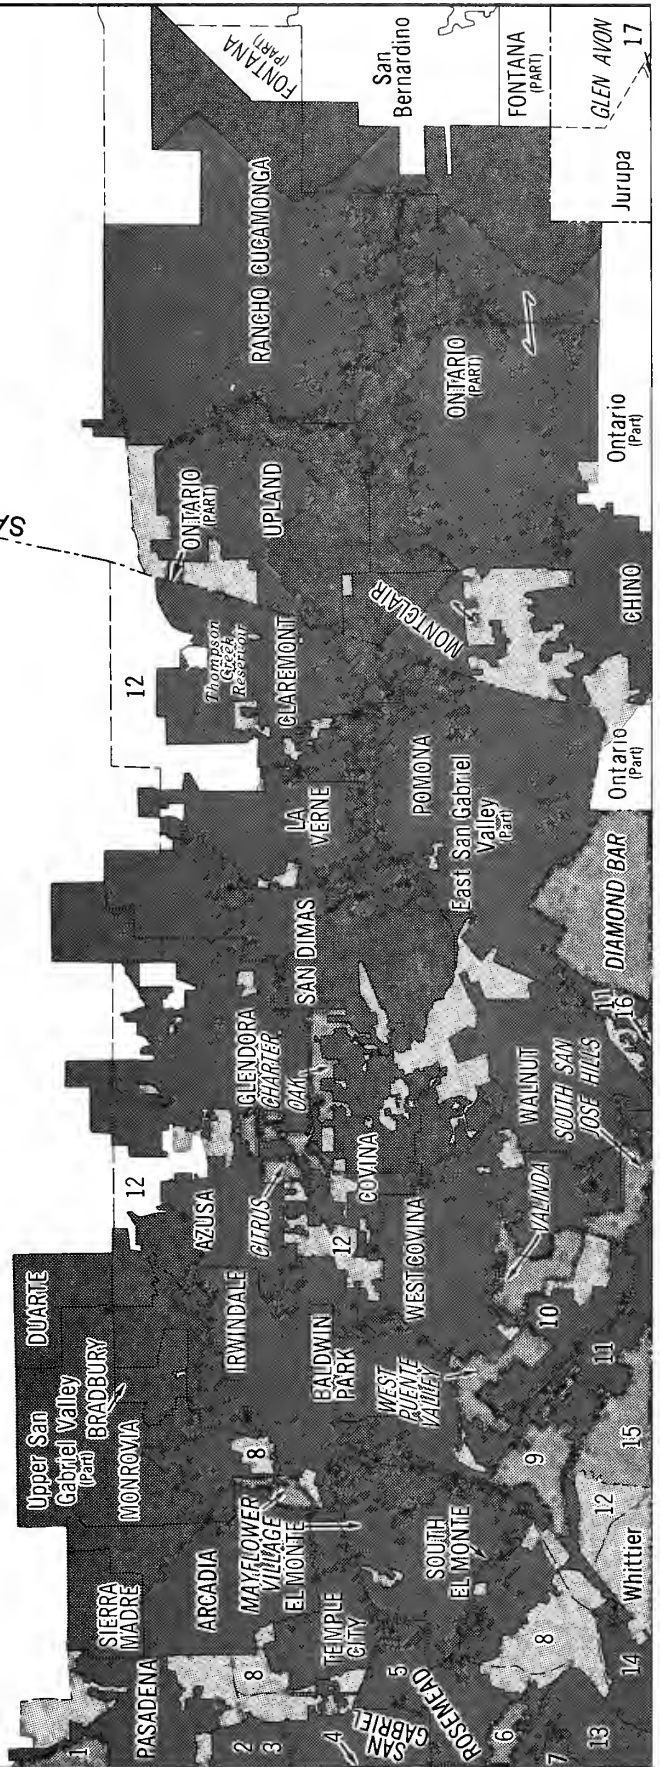 SA
FONTANA
(PART)
San
Bernardino
FONTANA
(PART)
GLEN AVON
17
Jurupa
RANCHO CUCAMONGA
ONTARIO
(PART)
Ontario
(Part)
ONTARIO
(PART)
UPLAND
MONTCLAIR
CHINO
12
Thompson
Creek
Reservoir
CLAREMONT
LA
VERNE
POMONA
East San Gabriel
Valley
(Part)
Ontario
(Part)
DIAMOND BAR
SAN DIMAS
11
16
GLENDORA
CHARTER
OAK
COVINA
WALNUT
SOUTH SAN
JOSE HILLS
12
AZUSA
CITRUS
12
WEST COVINA
VALINDA
10
DUARTE
IRWINDALE
BALDWIN
PARK
WEST
PUENTE
VALLEY
11
Upper San
Gabriel Valley
(Part)
BRADBURY
MONROVIA
8
9
15
12
MAYFLOWER
VILLAGE
EL MONTE
SOUTH
EL MONTE
Whittier
SIERRA
MADRE
ARCADIA
TEMPLE
CITY
8
8
14
PASADENA
5
ROSEMEAD
SAN
GABRIEL
1
2
3
4
6
7
13